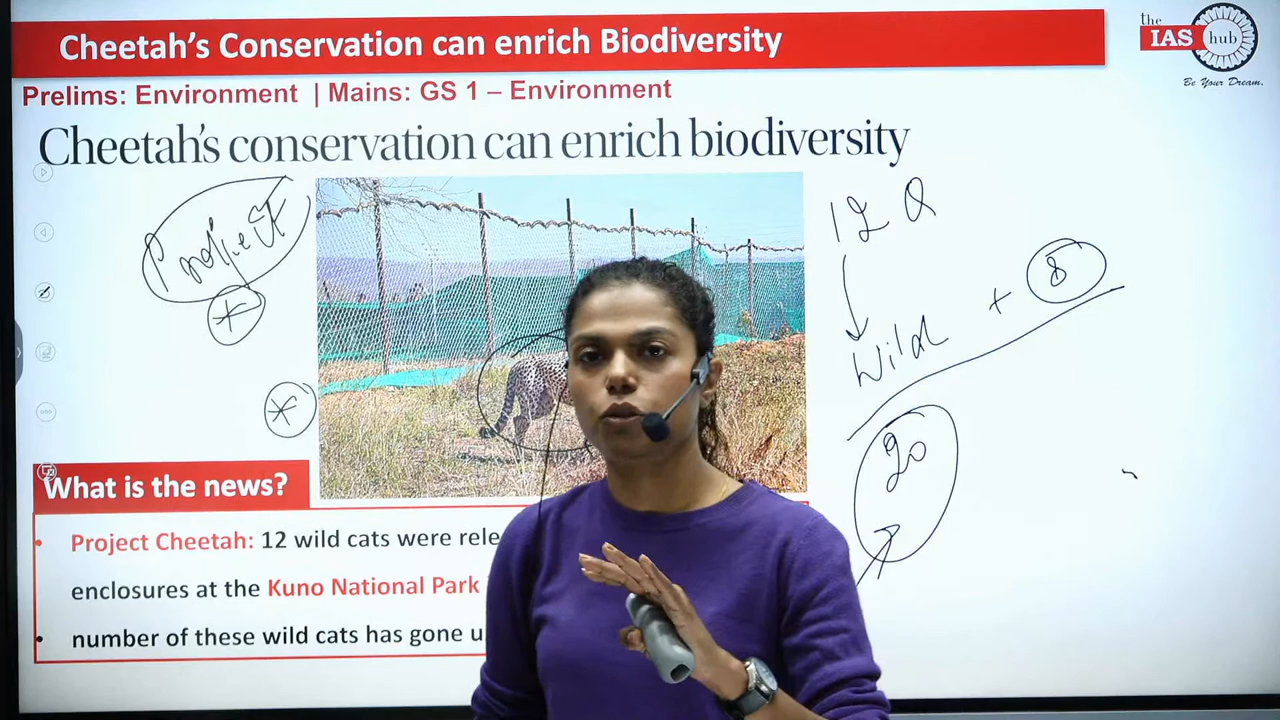 Cheetah's Conservation can enrich Biodiversity
the
IAS hub
Be Your Dream.
Prelims: Environment | Mains: GS 1 – Environment
Cheetah's conservation can enrich biodiversity
Project
12
Wild + 8
20
What is the news?
• Project Cheetah: 12 wild cats were rele
enclosures at the Kuno National Park
• number of these wild cats has gone u